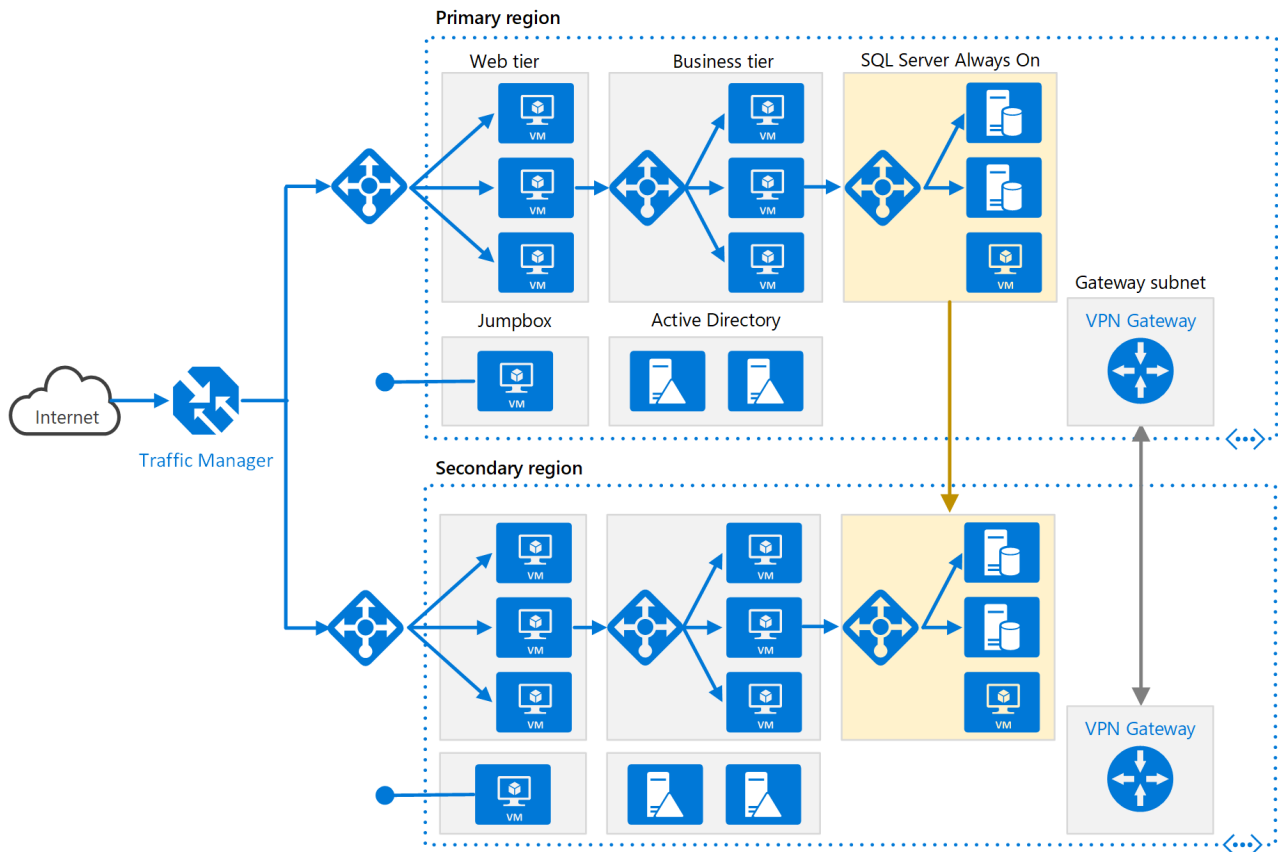 Primary region
Web tier
Business tier
SQL Server Always On
VM
VM
VM
VM
VM
VM
VM
Gateway subnet
VPN Gateway
Jumpbox
Active Directory
VM
Internet
Traffic Manager
Secondary region
VM
VM
VM
VM
VM
VM
VM
VPN Gateway
VM